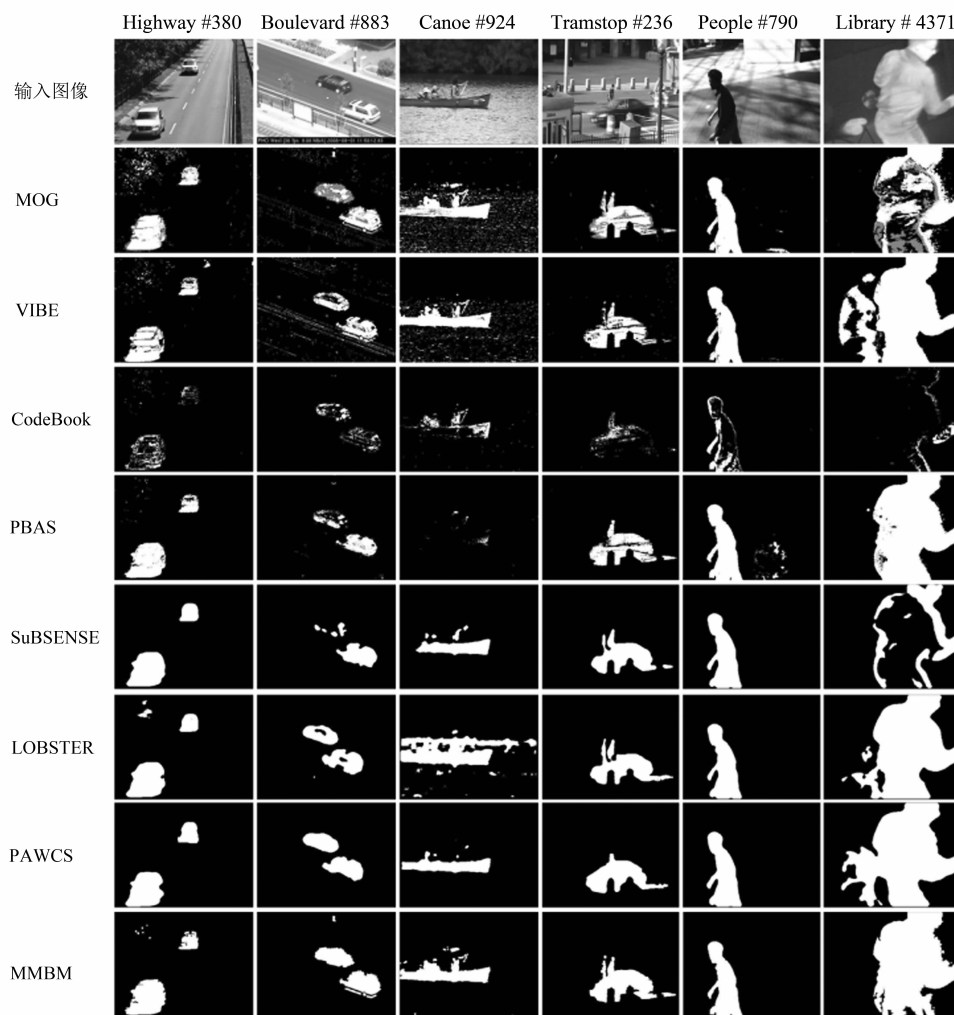 Highway #380 Boulevard #883 Canoe #924 Tramstop #236 People #790 Library # 4371
输入图像
MOG
VIBE
CodeBook
PBAS
SuBSENSE
LOBSTER
PAWCS
MMBM